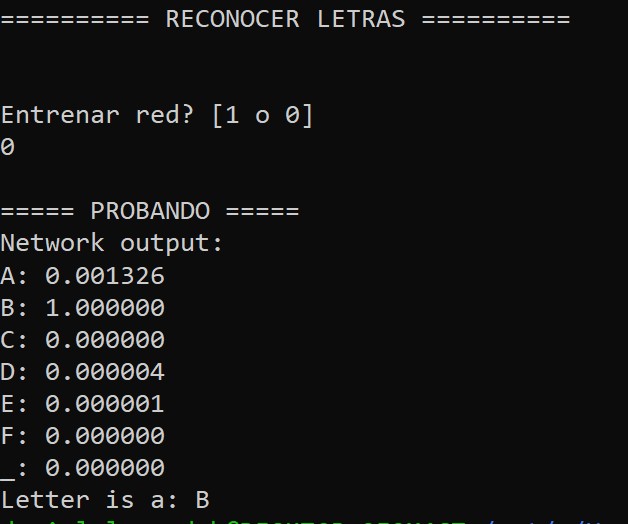 ========== RECONOCER LETRAS ==========
Entrenar red? [1 o 0]
0
===== PROBANDO =====
Network output:
A: 0.001326
B: 1.000000
C: 0.000000
D: 0.000004
E: 0.000001
F: 0.000000
_: 0.000000
Letter is a: B